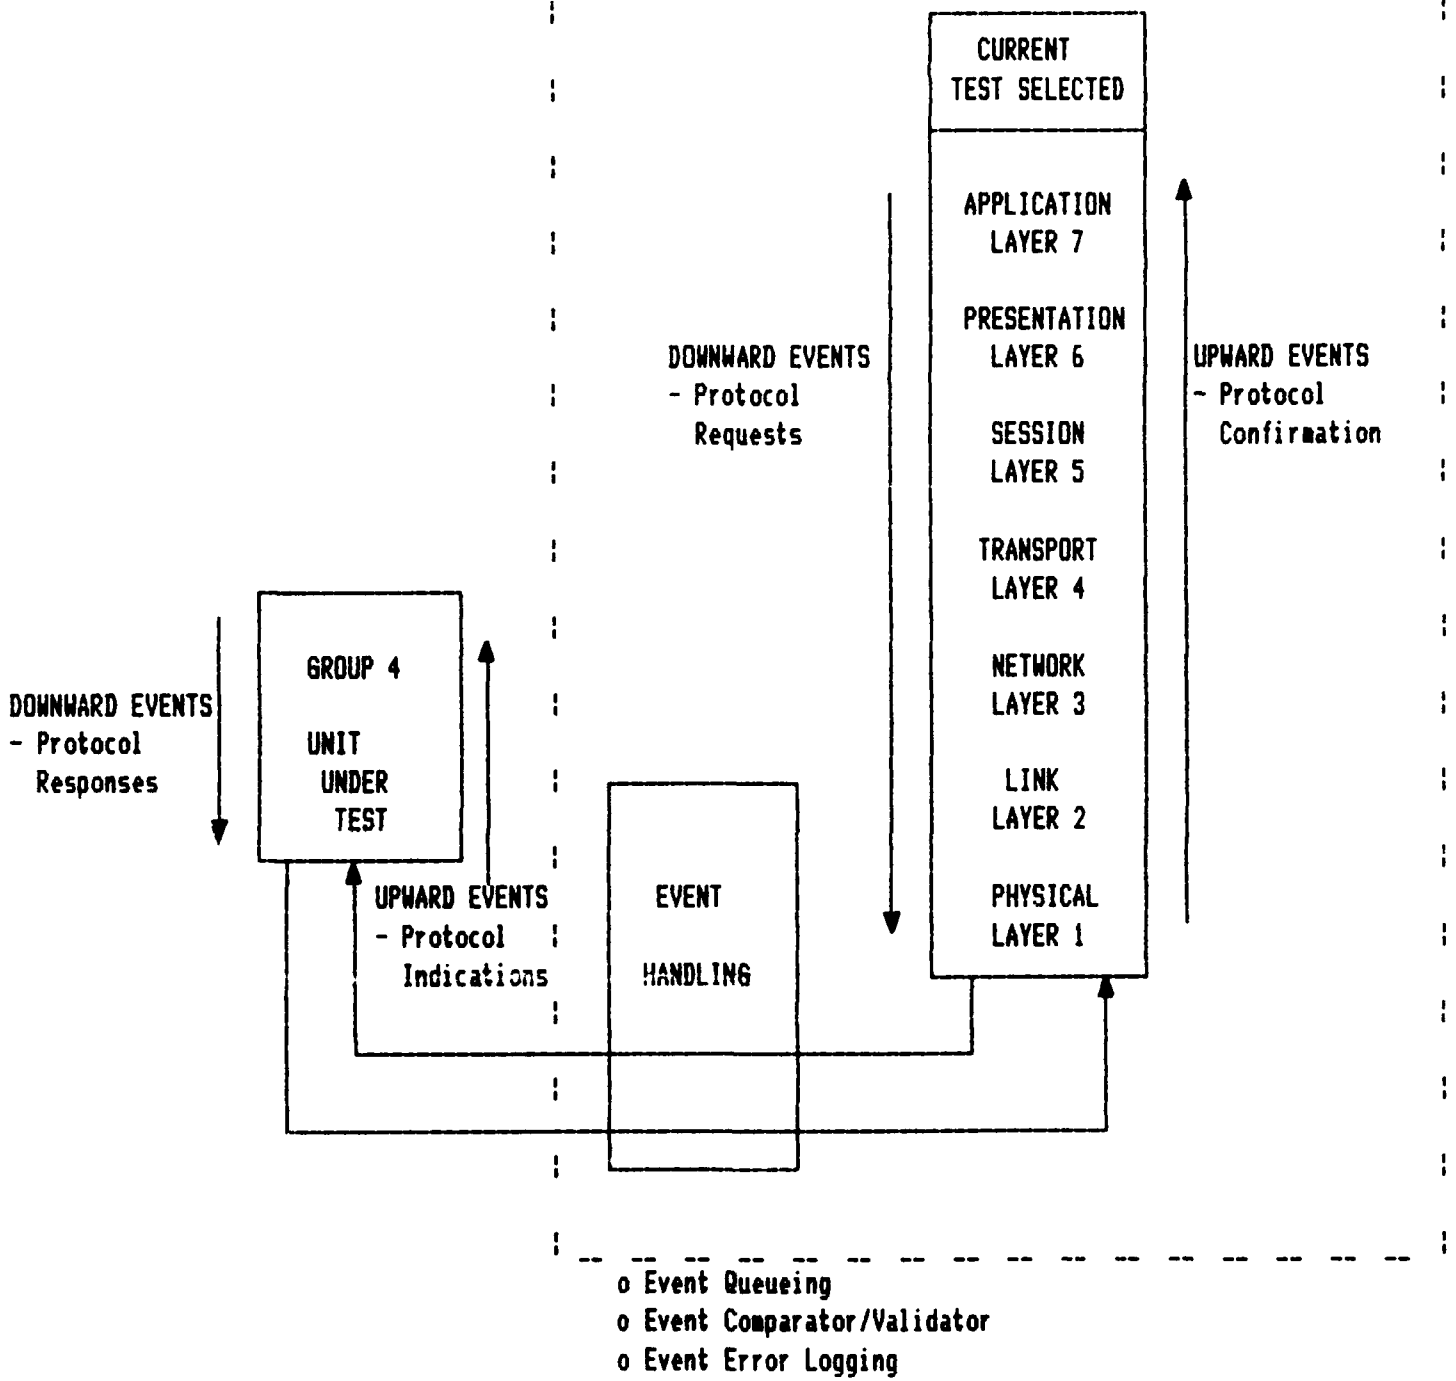 CURRENT
TEST SELECTED
APPLICATION
LAYER 7
PRESENTATION
LAYER 6
SESSION
LAYER 5
TRANSPORT
LAYER 4
NETWORK
LAYER 3
LINK
LAYER 2
PHYSICAL
LAYER 1
DOWNWARD EVENTS
- Protocol
Requests
UPWARD EVENTS
- Protocol
Confirmation
GROUP 4
UNIT
UNDER
TEST
DOWNWARD EVENTS
- Protocol
Responses
UPWARD EVENTS
- Protocol
Indications
EVENT
HANDLING
o Event Queueing
o Event Comparator/Validator
o Event Error Logging